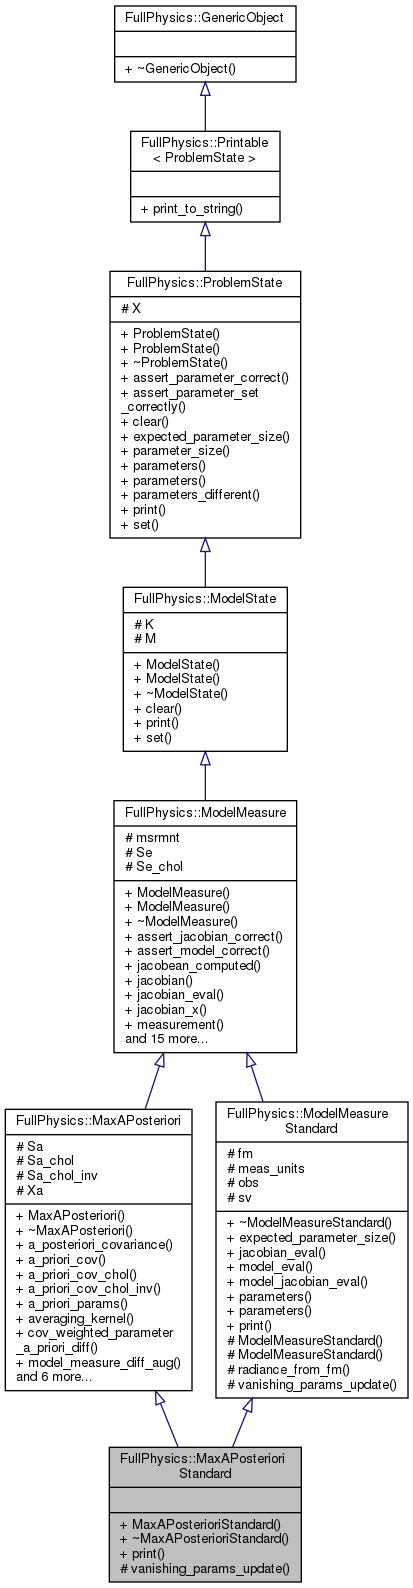 FullPhysics::GenericObject
+ ~GenericObject()
FullPhysics::Printable
< ProblemState >
+ print_to_string()
FullPhysics::ProblemState
# X
+ ProblemState()
+ ProblemState()
+ ~ProblemState()
+ assert_parameter_correct()
+ assert_parameter_set
_correctly()
+ clear()
+ expected_parameter_size()
+ parameter_size()
+ parameters()
+ parameters()
+ parameters_different()
+ print()
+ set()
FullPhysics::ModelState
# K
# M
+ ModelState()
+ ModelState()
+ ~ModelState()
+ clear()
+ print()
+ set()
FullPhysics::ModelMeasure
# msrmnt
# Se
# Se_chol
+ ModelMeasure()
+ ModelMeasure()
+ ~ModelMeasure()
+ assert_jacobian_correct()
+ assert_model_correct()
+ jacobean_computed()
+ jacobian()
+ jacobian_eval()
+ jacobian_x()
+ measurement()
and 15 more...
FullPhysics::MaxAPosteriori
# Sa
# Sa_chol
# Sa_chol_inv
# Xa
+ MaxAPosteriori()
+ ~MaxAPosteriori()
+ a_posteriori_covariance()
+ a_priori_cov()
+ a_priori_cov_chol()
+ a_priori_cov_chol_inv()
+ a_priori_params()
+ averaging_kernel()
+ cov_weighted_parameter
_a_priori_diff()
+ model_measure_diff_aug()
and 6 more...
FullPhysics::ModelMeasure
Standard
# fm
# meas_units
# obs
# sv
+ ~ModelMeasureStandard()
+ expected_parameter_size()
+ jacobian_eval()
+ model_eval()
+ model_jacobian_eval()
+ parameters()
+ parameters()
+ print()
# ModelMeasureStandard()
# ModelMeasureStandard()
# radiance_from_fm()
# vanishing_params_update()
FullPhysics::MaxAPosteriori
Standard
+ MaxAPosterioriStandard()
+ ~MaxAPosterioriStandard()
+ print()
# vanishing_params_update()